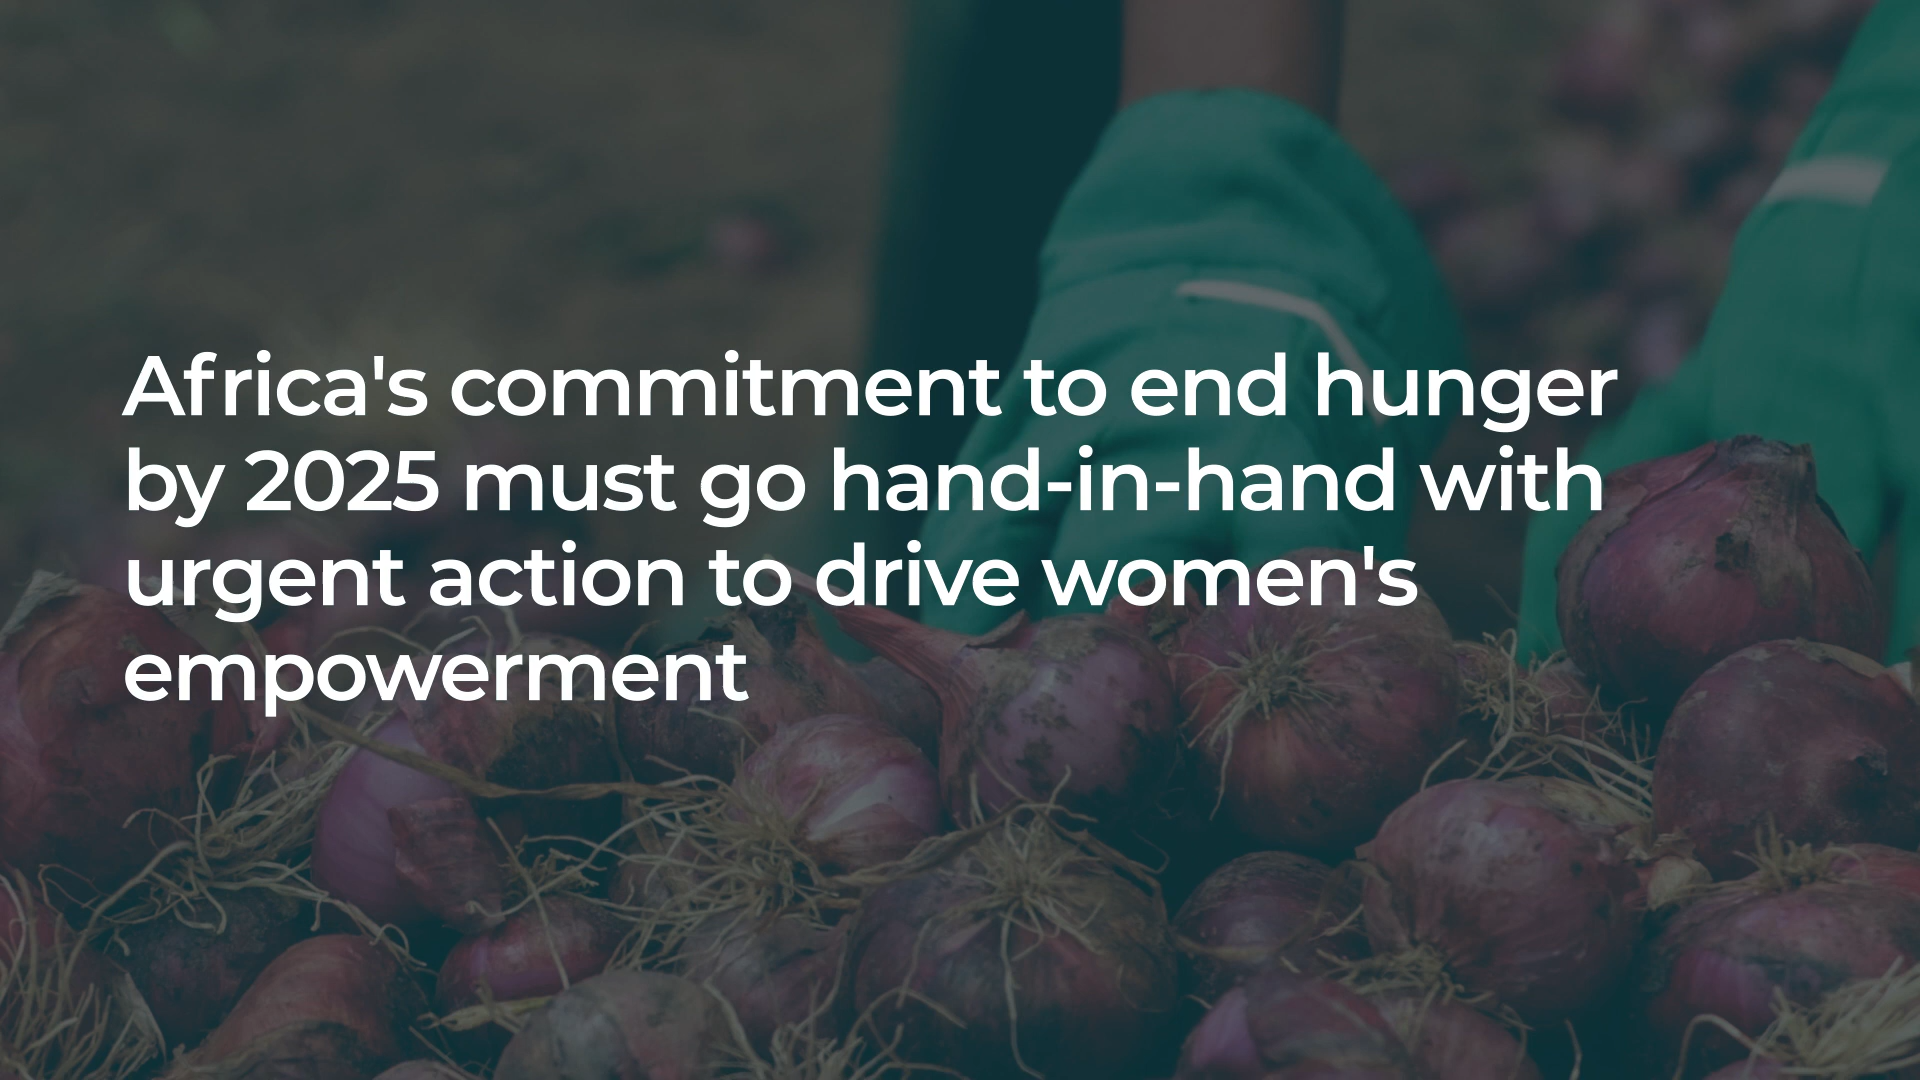 Africa's commitment to end hunger
by 2025 must go hand-in-hand with
urgent action to drive women's
empowerment